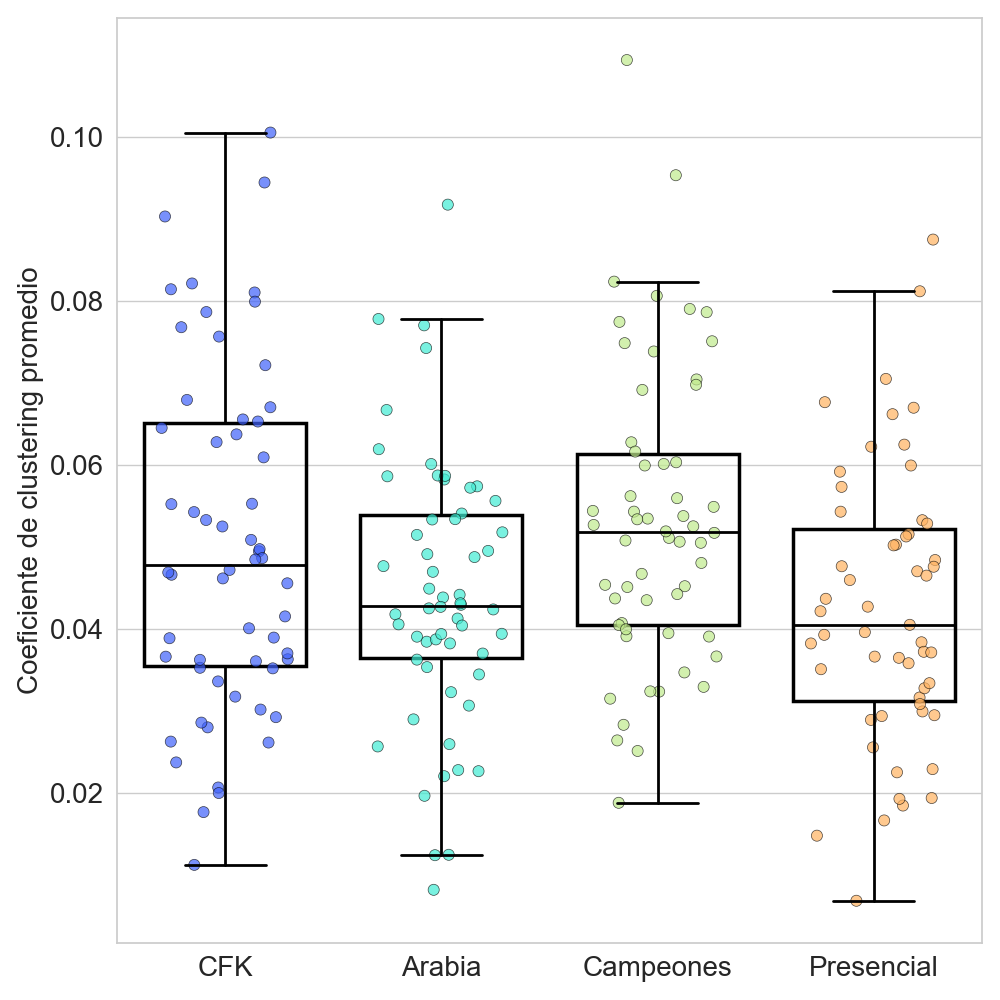 Coeficiente de clustering promedio
0.10
0.08
0.06
0.04
0.02
CFK
Arabia
Campeones
Presencial